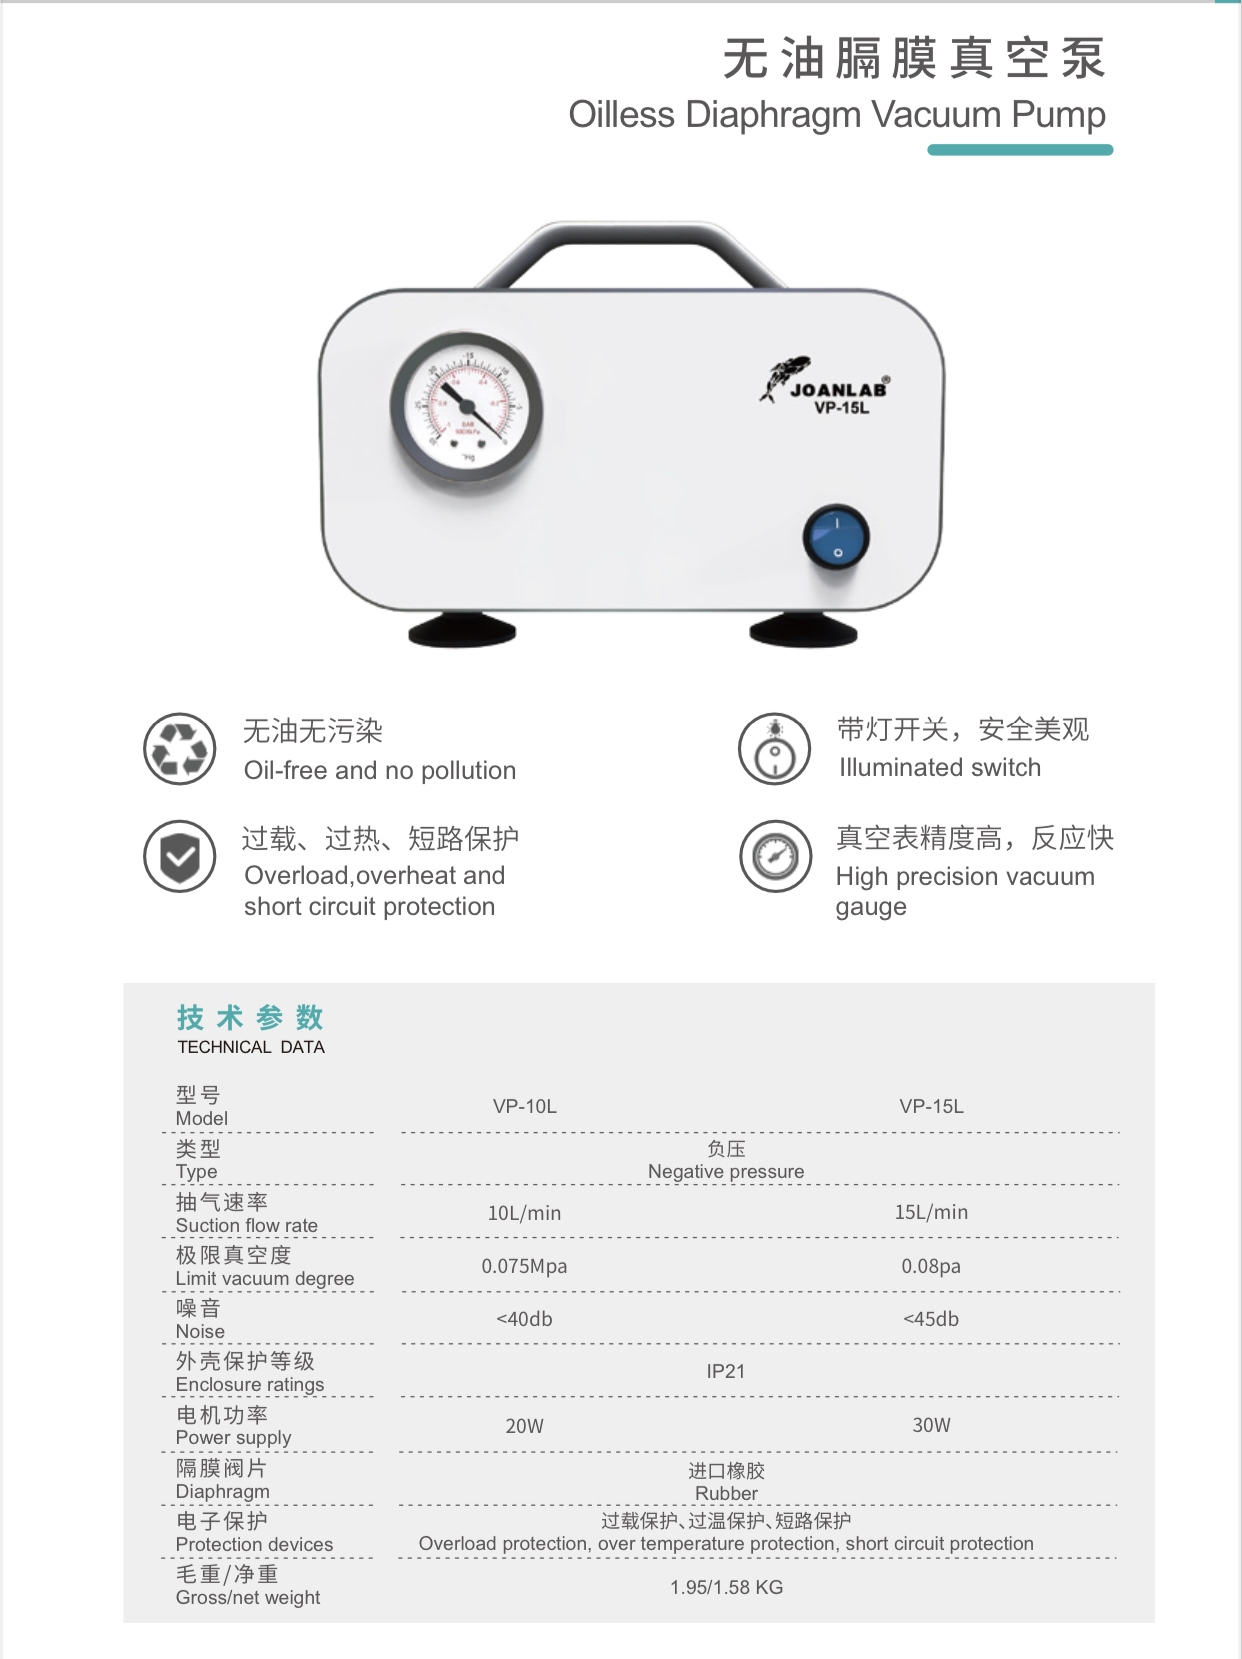 无油膈膜真空泵
Oilless Diaphragm Vacuum Pump
-15
BAR
"Hg
JOANLAB®
VP-15L
无油无污染
Oil-free and no pollution
带灯开关，安全美观
Illuminated switch
过载、过热、短路保护
Overload,overheat and
short circuit protection
真空表精度高，反应快
High precision vacuum
gauge
技术参数
TECHNICAL DATA
型号
Model
VP-10L
VP-15L
类型
Type
负压
Negative pressure
抽气速率
Suction flow rate
10L/min
15L/min
极限真空度
Limit vacuum degree
0.075Mpa
0.08pa
噪音
Noise
<40db
<45db
外壳保护等级
Enclosure ratings
IP21
电机功率
Power supply
20W
30W
隔膜阀片
Diaphragm
进口橡胶
Rubber
电子保护
Protection devices
过载保护、过温保护、短路保护
Overload protection, over temperature protection, short circuit protection
毛重/净重
Gross/net weight
1.95/1.58 KG